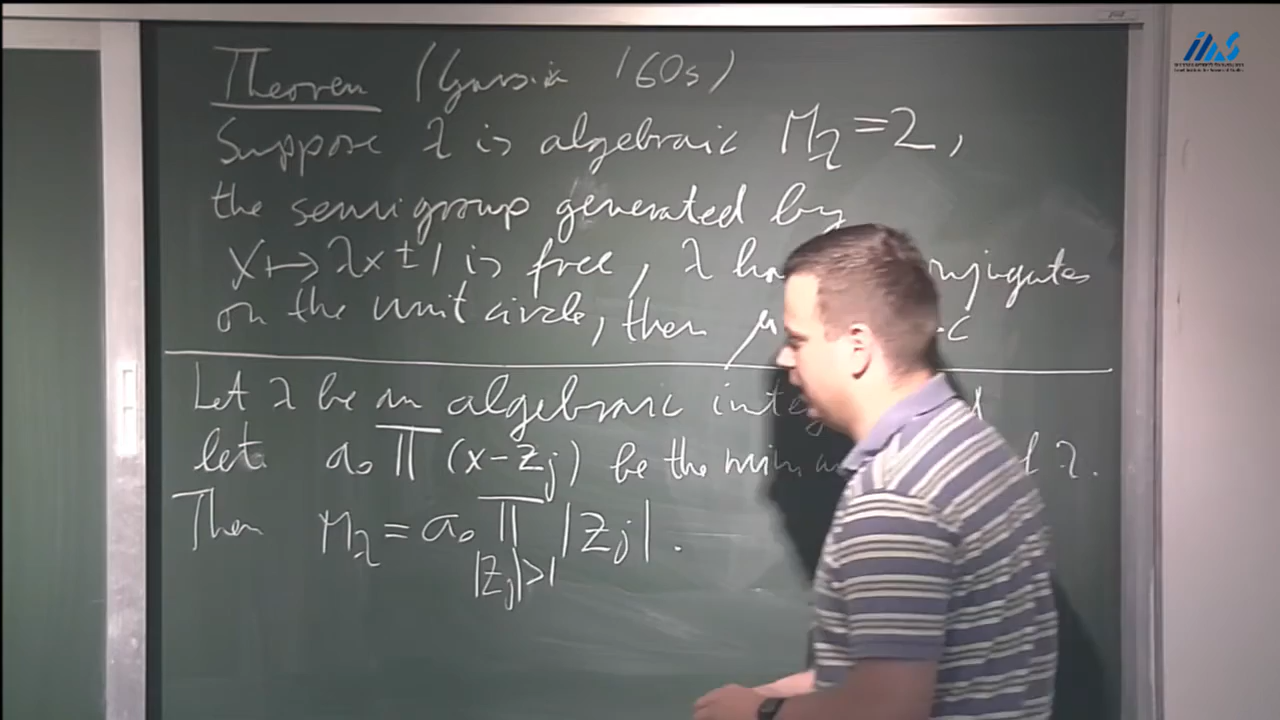 Theorem (Garsia '60s)
Suppose λ is algebraic M_λ = 2,
the semigroup generated by
x ↦ λx ± 1 is free, λ ha conjugates
on the unit circle, then μ
Let λ be an algebraic
let a₀ ∏ (x - z_j) be the min λ.
Then M_λ = a₀ ∏_{|z_j|>1} |z_j|.